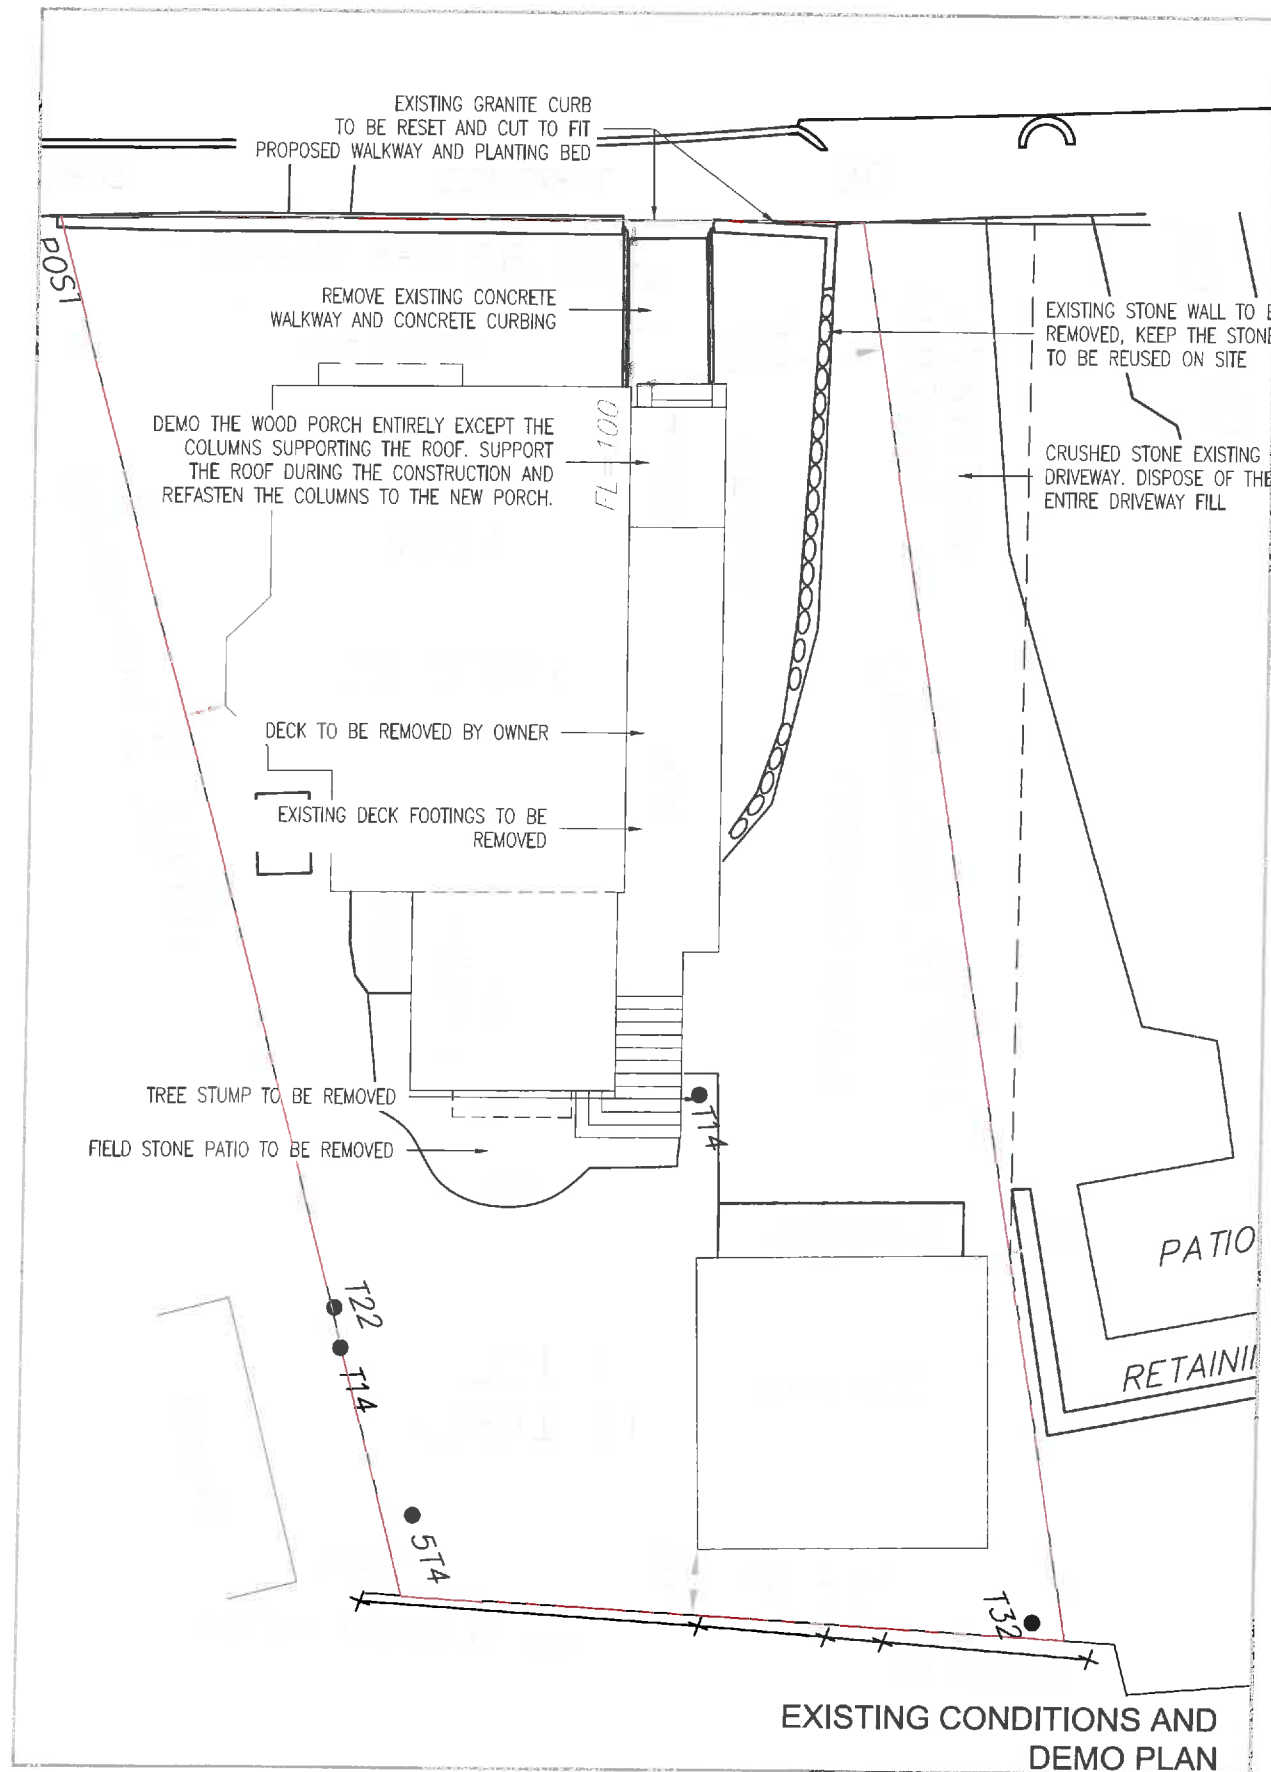 EXISTING GRANITE CURB
TO BE RESET AND CUT TO FIT
PROPOSED WALKWAY AND PLANTING BED
POST
REMOVE EXISTING CONCRETE
WALKWAY AND CONCRETE CURBING
EXISTING STONE WALL TO
REMOVED, KEEP THE STONE
TO BE REUSED ON SITE
DEMO THE WOOD PORCH ENTIRELY EXCEPT THE
COLUMNS SUPPORTING THE ROOF. SUPPORT
THE ROOF DURING THE CONSTRUCTION AND
REFASTEN THE COLUMNS TO THE NEW PORCH.
FL=100
CRUSHED STONE EXISTING
DRIVEWAY. DISPOSE OF THE
ENTIRE DRIVEWAY FILL
DECK TO BE REMOVED BY OWNER
EXISTING DECK FOOTINGS TO BE
REMOVED
TREE STUMP TO BE REMOVED
T14
FIELD STONE PATIO TO BE REMOVED
PATIO
T22
T14
RETAINI
5T4
T32
EXISTING CONDITIONS AND
DEMO PLAN